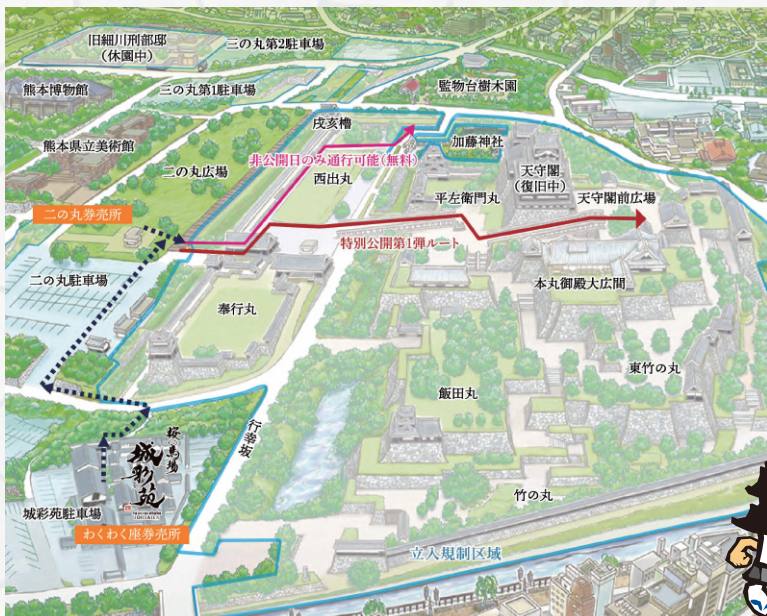 旧細川刑部邸
(休園中)
三の丸第2駐車場
熊本博物館
三の丸第1駐車場
監物台樹木園
熊本県立美術館
戌亥櫓
加藤神社
二の丸広場
非公開日のみ通行可能(無料)
西出丸
天守閣
(復旧中)
平左衛門丸
天守閣前広場
二の丸券売所
特別公開第1弾ルート
二の丸駐車場
本丸御殿大広間
奉行丸
東竹の丸
飯田丸
行幸坂
桜の馬場
城彩苑
竹の丸
城彩苑駐車場
わくわく座券売所
立入規制区域